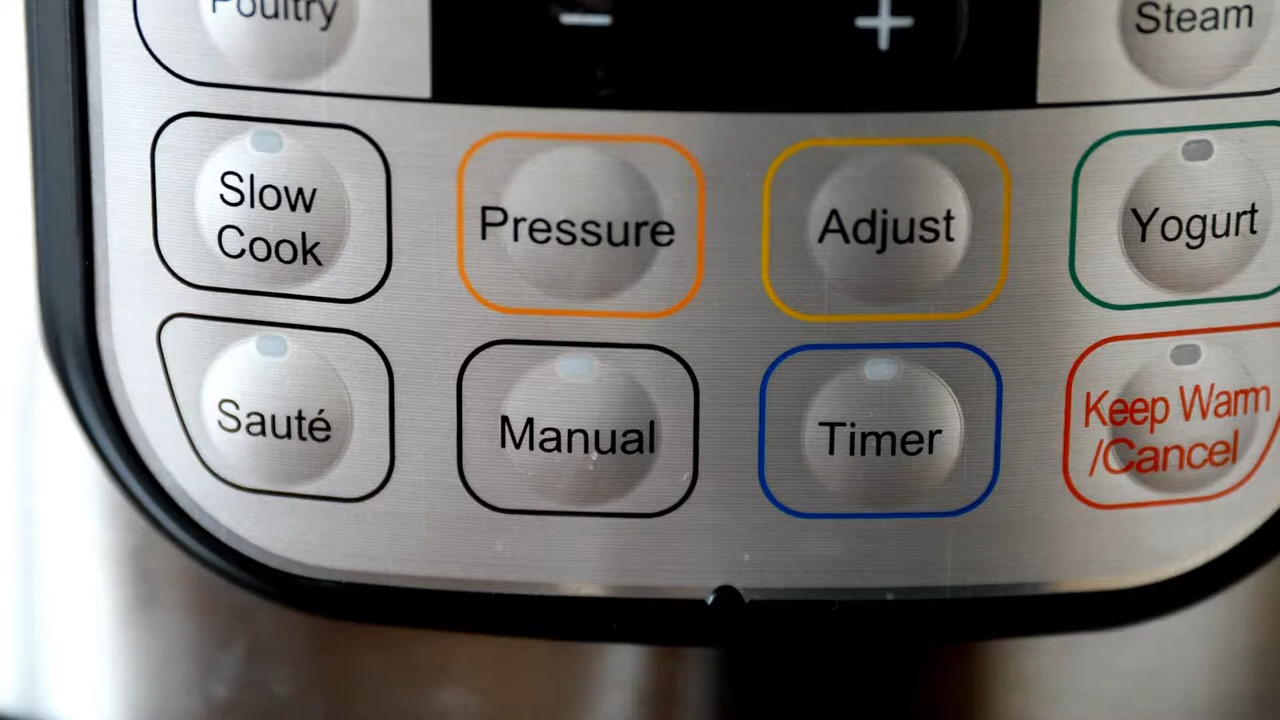 Poultry
−
+
Steam
Slow
Cook
Pressure
Adjust
Yogurt
Sauté
Manual
Timer
Keep Warm
/Cancel